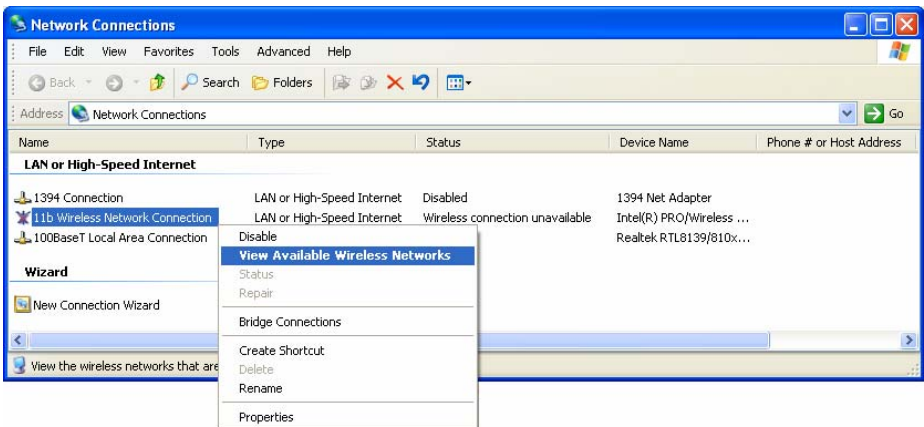 Network Connections
File Edit View Favorites Tools Advanced Help
Back Search Folders
Address Network Connections Go
Name Type Status Device Name Phone # or Host Address
LAN or High-Speed Internet
1394 Connection LAN or High-Speed Internet Disabled 1394 Net Adapter
11b Wireless Network Connection LAN or High-Speed Internet Wireless connection unavailable Intel(R) PRO/Wireless ...
100BaseT Local Area Connection Realtek RTL8139/810x...
Disable
View Available Wireless Networks
Wizard
Status
Repair
New Connection Wizard
Bridge Connections
Create Shortcut
View the wireless networks that are
Delete
Rename
Properties